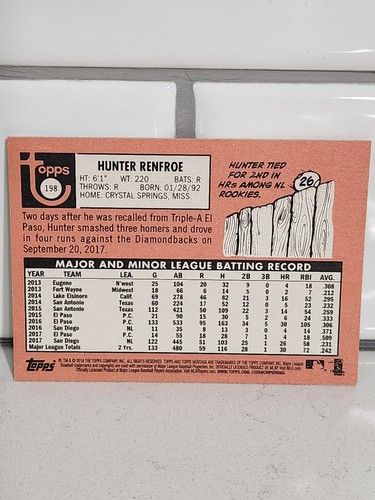 topps
198
HUNTER RENFROE
HT: 6'1" WT: 220 BATS: R
THROWS: R BORN: 01/28/92
HOME: CRYSTAL SPRINGS, MISS.
HUNTER TIED
FOR 2ND IN
HRs AMONG NL
ROOKIES.
26
Two days after he was recalled from Triple-A El
Paso, Hunter smashed three homers and drove
in four runs against the Diamondbacks on
September 20, 2017.
MAJOR AND MINOR LEAGUE BATTING RECORD
YEAR TEAM LEA. G AB R H 2B 3B HR RBI AVG.
2013 Eugene N'west 25 104 20 32 9 0 4 18 .308
2013 Fort Wayne Midwest 18 66 6 14 5 0 2 7 .212
2014 Lake Elsinore Calif. 69 278 46 82 21 3 16 52 .295
2014 San Antonio Texas 60 224 17 52 12 0 5 23 .232
2015 San Antonio Texas 112 421 50 109 22 3 14 54 .259
2015 El Paso P.C. 21 90 15 30 5 2 6 24 .333
2016 El Paso P.C. 133 533 95 163 34 5 30 105 .306
2016 San Diego NL 11 35 8 13 3 0 4 14 .371
2017 El Paso P.C. 14 55 18 28 7 1 4 18 .509
2017 San Diego NL 122 445 51 103 25 1 26 58 .231
Major League Totals 2 Yrs. 133 480 59 116 28 1 30 72 .242
Topps